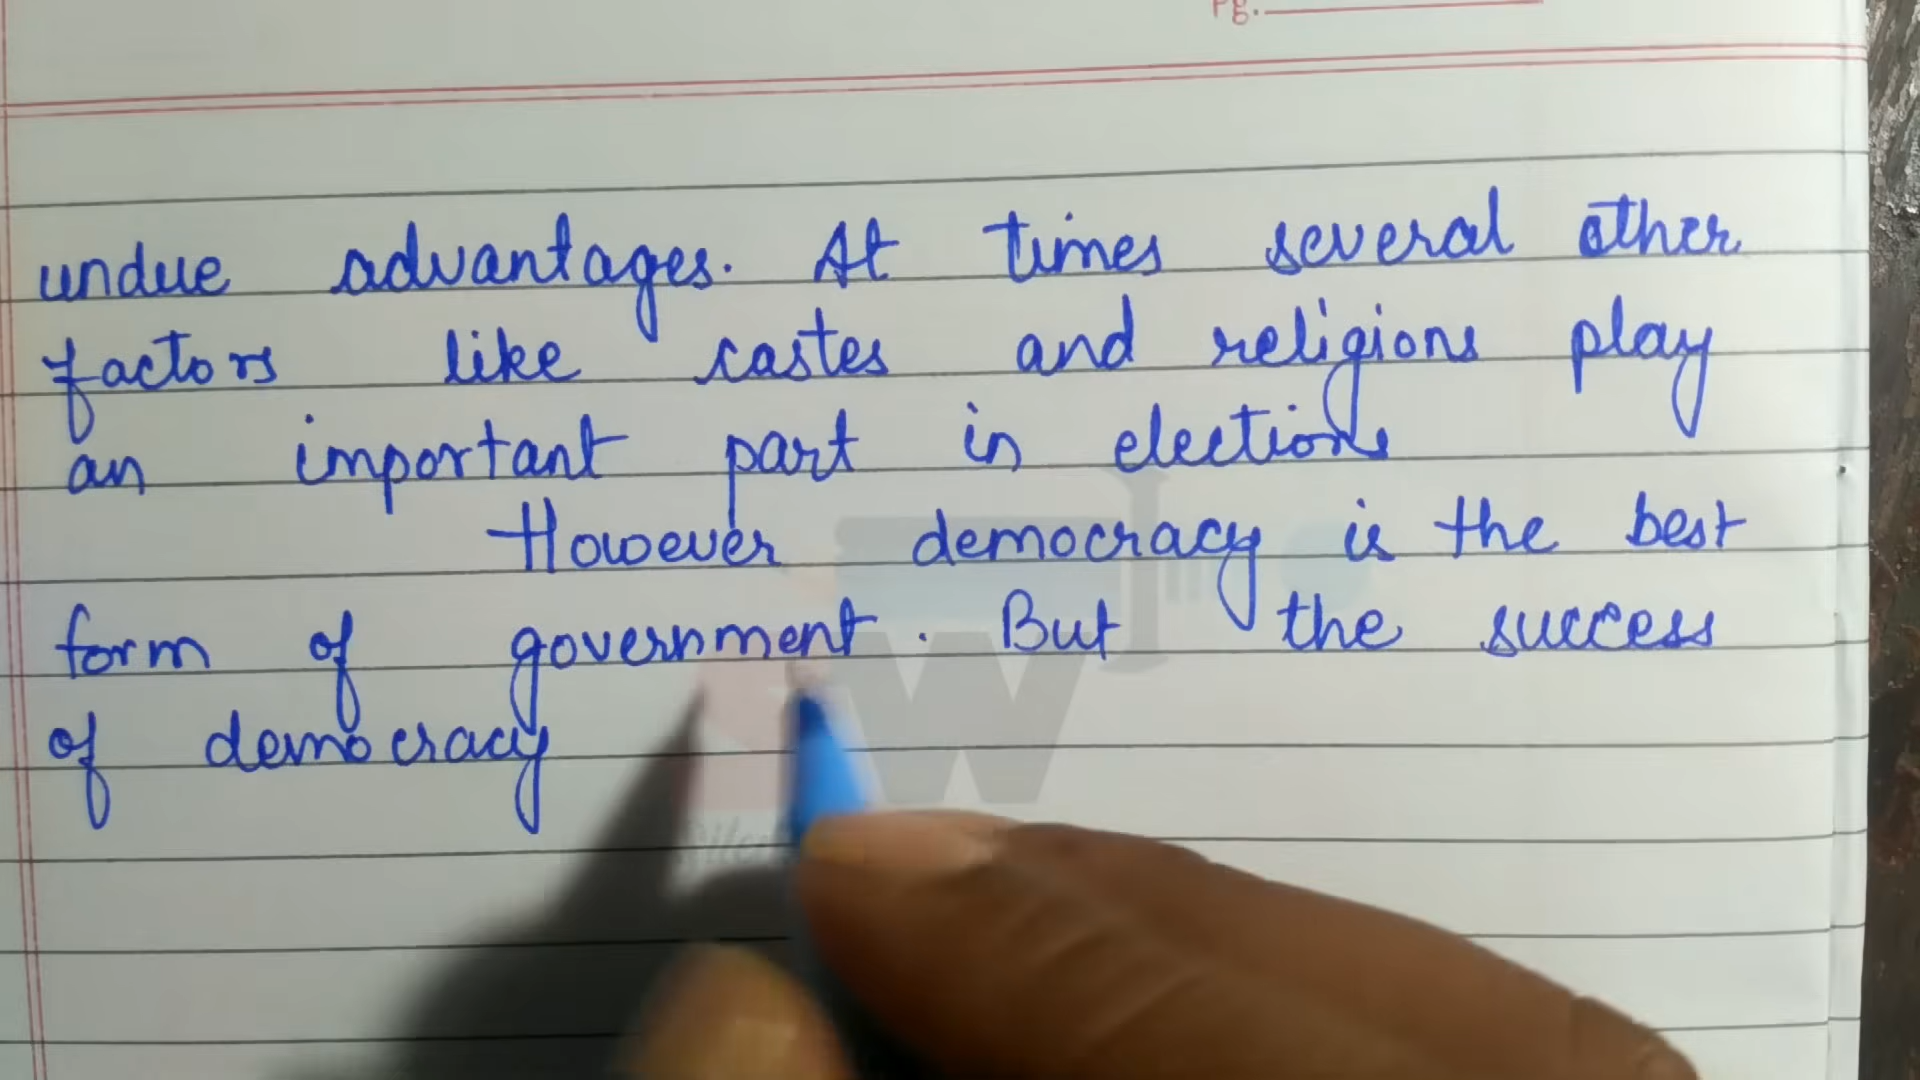 Pg.
undue advantages. At times several other
factors like castes and religions play
an important part in elections
However democracy is the best
form of government. But the success
of democracy